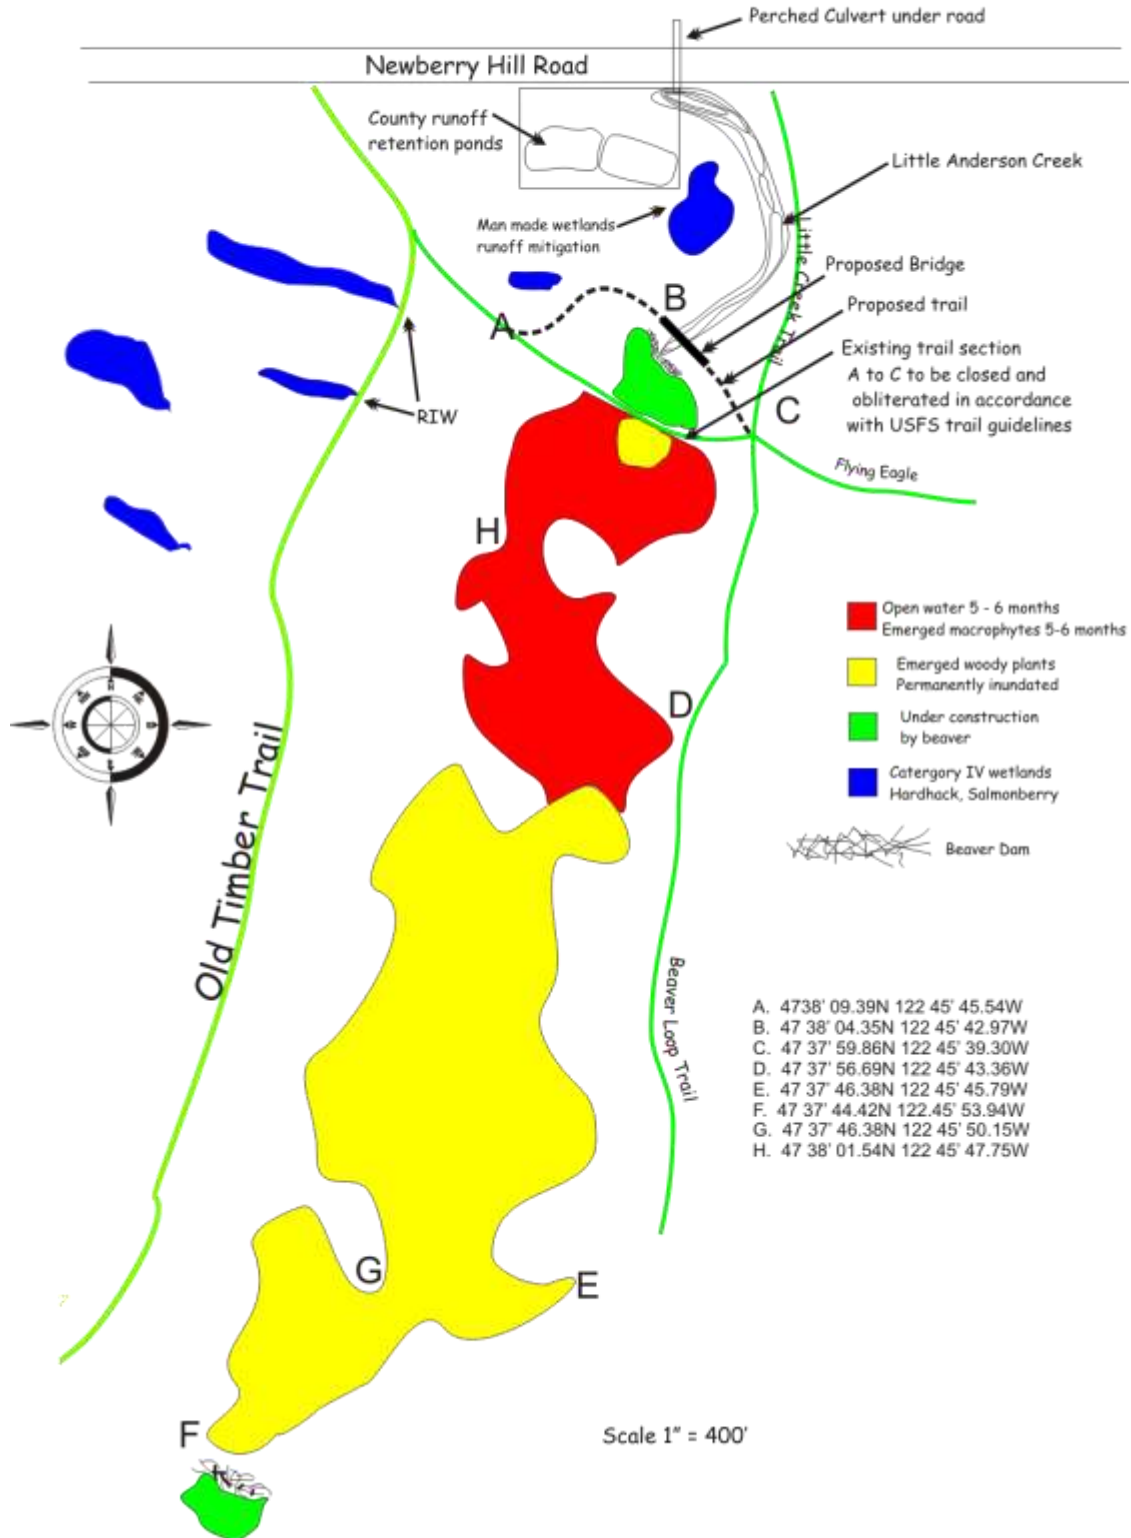 Perched Culvert under road
Newberry Hill Road
County runoff
retention ponds
Little Anderson Creek
Man made wetlands
runoff mitigation
Little Creek Trail
Proposed Bridge
B
Proposed trail
A
Existing trail section
A to C to be closed and
obliterated in accordance
with USFS trail guidelines
C
RIW
Flying Eagle
H
Open water 5 - 6 months
Emerged macrophytes 5-6 months
Emerged woody plants
Permanently inundated
D
Under construction
by beaver
Catergory IV wetlands
Hardhack, Salmonberry
Old Timber Trail
Beaver Dam
Beaver Loop Trail
A. 4738' 09.39N 122 45' 45.54W
B. 47 38' 04.35N 122 45' 42.97W
C. 47 37' 59.86N 122 45' 39.30W
D. 47 37' 56.69N 122 45' 43.36W
E. 47 37' 46.38N 122 45' 45.79W
F. 47 37' 44.42N 122.45' 53.94W
G. 47 37' 46.38N 122 45' 50.15W
H. 47 38' 01.54N 122 45' 47.75W
G
E
F
Scale 1" = 400'